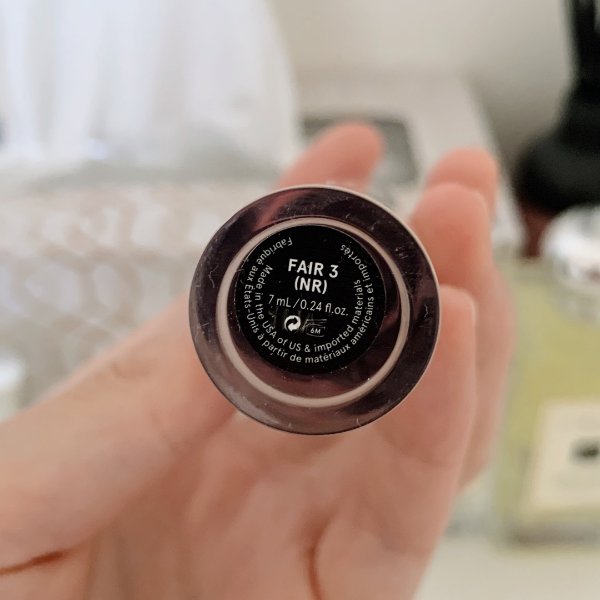 FAIR 3
(NR)
7 mL/0.24 fl.oz.
6M
Made in the USA of US & imported materials
Fabriqué aux États-Unis à partir de matériaux américains et importés